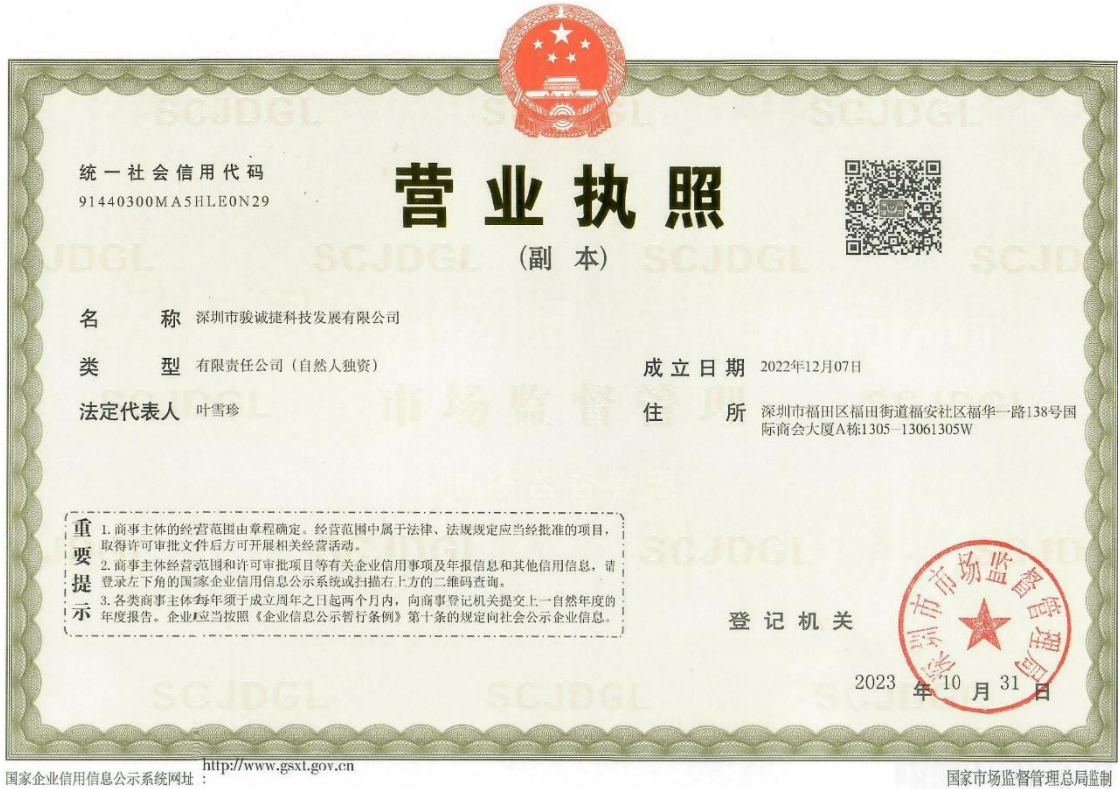 统一社会信用代码
91440300MA5HLE0N29
营业执照
(副 本)
名 称 深圳市骏诚捷科技发展有限公司
类 型 有限责任公司（自然人独资）
法定代表人 叶雪珍
成立日期 2022年12月07日
住 所 深圳市福田区福田街道福安社区福华一路138号国
际商会大厦A栋1305-13061305W
重要提示
1. 商事主体的经营范围由章程确定。经营范围中属于法律、法规规定应当经批准的项目，
取得许可审批文件后方可开展相关经营活动。
2. 商事主体经营范围和许可审批项目等有关企业信用事项及年报信息和其他信用信息，请
登录左下角的国家企业信用信息公示系统或扫描右上方的二维码查询。
3. 各类商事主体每年须于成立周年之日起两个月内，向商事登记机关提交上一自然年度的
年度报告。企业应当按照《企业信息公示暂行条例》第十条的规定向社会公示企业信息。
登记机关
深圳市市场监督管理局
2023 年 10 月 31 日
国家企业信用信息公示系统网址：http://www.gsxt.gov.cn
国家市场监督管理总局监制
SCJDGL
市场监督管理